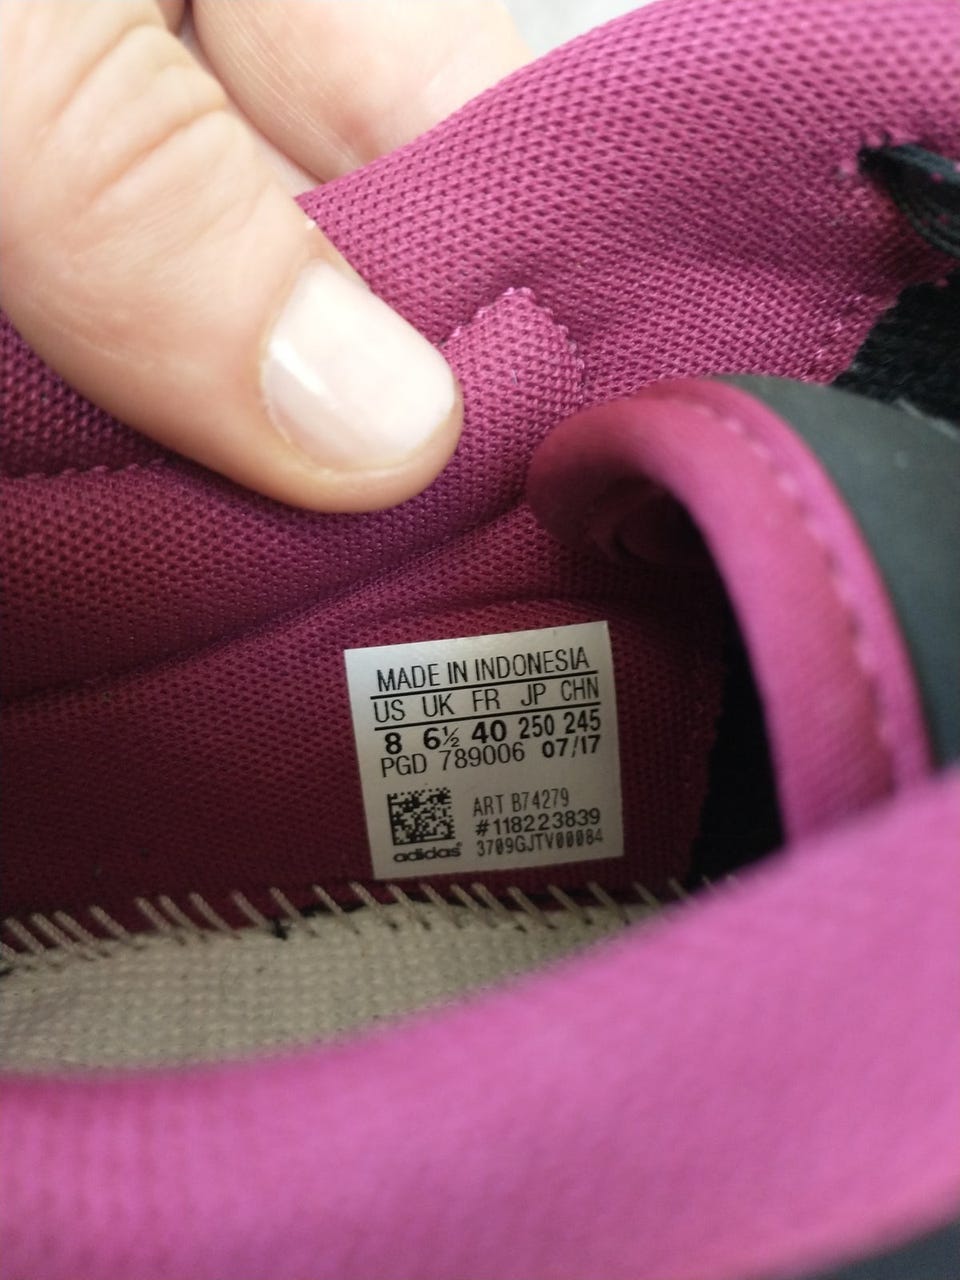 MADE IN INDONESIA
US UK FR JP CHN
8 6½ 40 250 245
PGD 789006 07/17
ART B74279
#118223839
3709GJTV00084
adidas